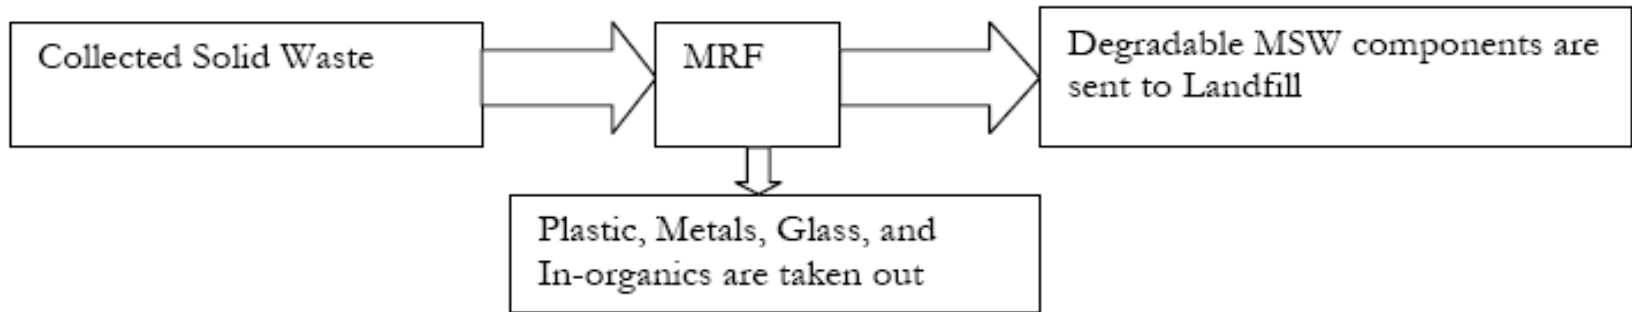 Collected Solid Waste
MRF
Degradable MSW components are
sent to Landfill
Plastic, Metals, Glass, and
In-organics are taken out